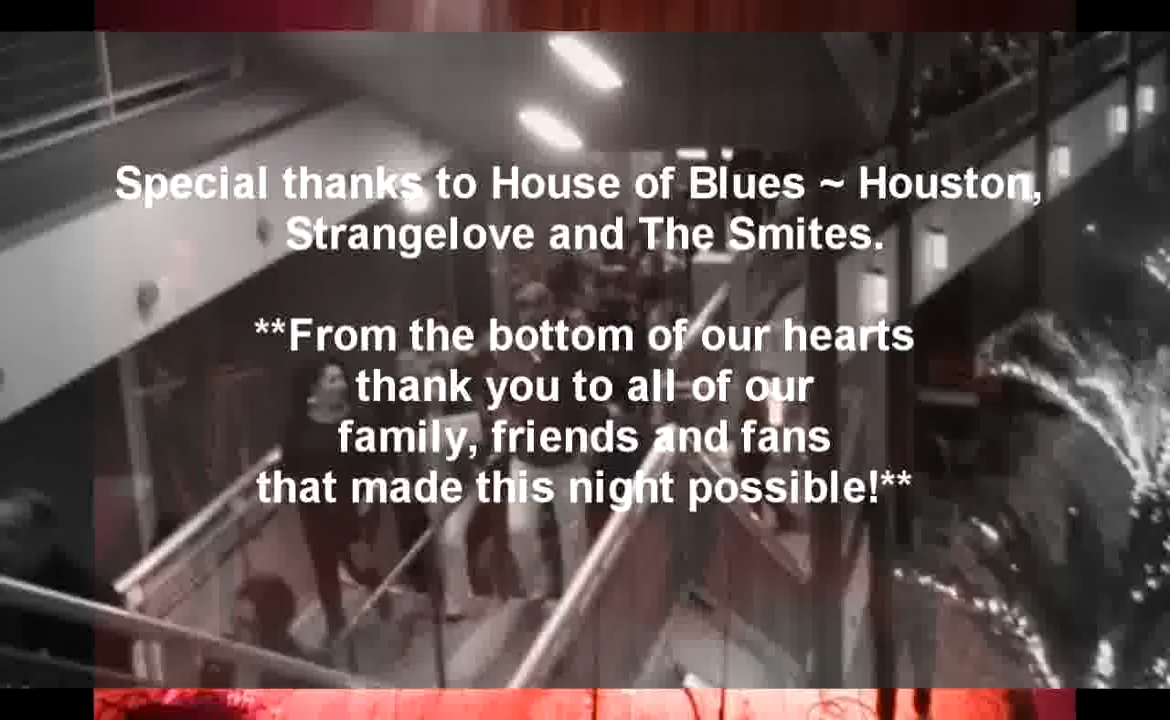 Special thanks to House of Blues ~ Houston,
Strangelove and The Smites.
**From the bottom of our hearts
thank you to all of our
family, friends and fans
that made this night possible!**